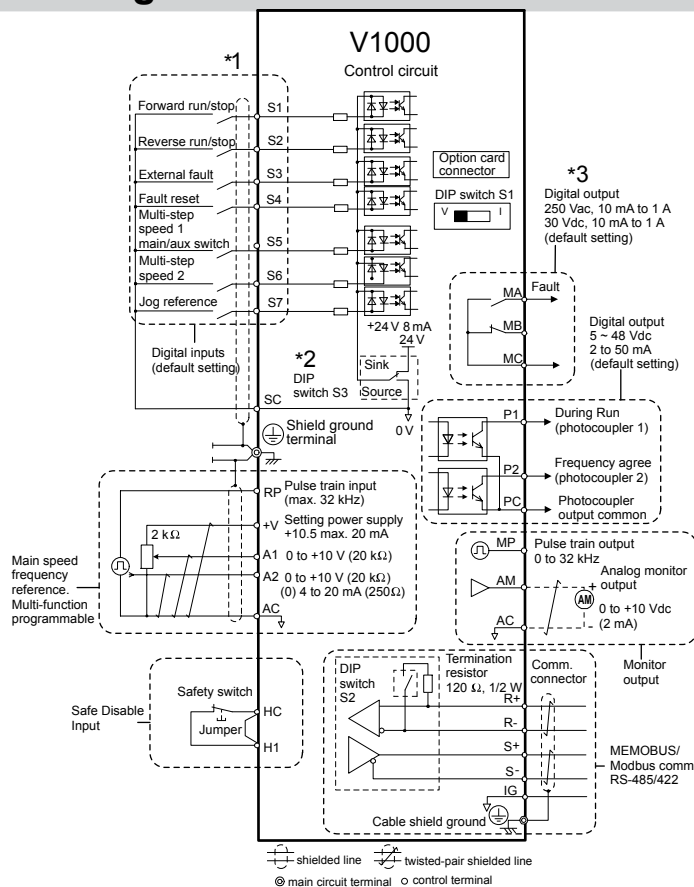 V1000
Control circuit
*1
Forward run/stop
S1
Reverse run/stop
S2
External fault
S3
Fault reset
S4
Multi-step
speed 1
main/aux switch
S5
Multi-step
speed 2
S6
Jog reference
S7
Digital inputs
(default setting)
Option card
connector
DIP switch S1
V
I
*3
Digital output
250 Vac, 10 mA to 1 A
30 Vdc, 10 mA to 1 A
(default setting)
MA
Fault
MB
MC
Digital output
5 ~ 48 Vdc
2 to 50 mA
(default setting)
+24 V 8 mA
24 V
*2
DIP
switch S3
Sink
Source
SC
0 V
Shield ground
terminal
P1
During Run
(photocoupler 1)
P2
Frequency agree
(photocoupler 2)
PC
Photocoupler
output common
RP
Pulse train input
(max. 32 kHz)
+V
Setting power supply
+10.5 max. 20 mA
2 kΩ
A1
0 to +10 V (20 kΩ)
A2
0 to +10 V (20 kΩ)
(0) 4 to 20 mA (250Ω)
AC
Main speed
frequency
reference.
Multi-function
programmable
MP
Pulse train output
0 to 32 kHz
AM
Analog monitor
output
+
AM
0 to +10 Vdc
(2 mA)
AC
-
Monitor
output
Safe Disable
Input
Safety switch
HC
Jumper
H1
DIP
switch
S2
Termination
resistor
120 Ω, 1/2 W
Comm.
connector
R+
R-
S+
S-
IG
Cable shield ground
MEMOBUS/
Modbus comm
RS-485/422
shielded line
twisted-pair shielded line
main circuit terminal
control terminal